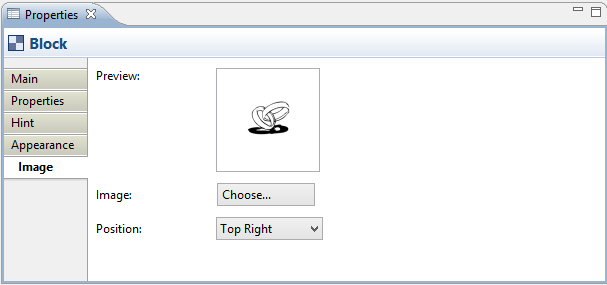 Properties
Block
Main
Properties
Hint
Appearance
Image
Preview:
Image:
Choose...
Position:
Top Right